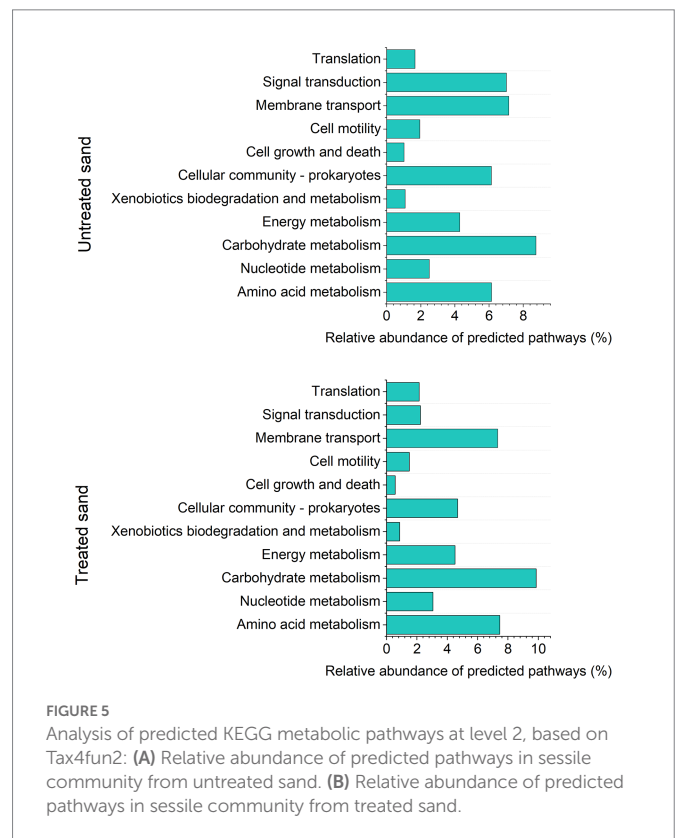 Untreated sand
Translation
Signal transduction
Membrane transport
Cell motility
Cell growth and death
Cellular community - prokaryotes
Xenobiotics biodegradation and metabolism
Energy metabolism
Carbohydrate metabolism
Nucleotide metabolism
Amino acid metabolism
0 2 4 6 8
Relative abundance of predicted pathways (%)
Treated sand
Translation
Signal transduction
Membrane transport
Cell motility
Cell growth and death
Cellular community - prokaryotes
Xenobiotics biodegradation and metabolism
Energy metabolism
Carbohydrate metabolism
Nucleotide metabolism
Amino acid metabolism
0 2 4 6 8 10
Relative abundance of predicted pathways (%)
FIGURE 5
Analysis of predicted KEGG metabolic pathways at level 2, based on
Tax4fun2: (A) Relative abundance of predicted pathways in sessile
community from untreated sand. (B) Relative abundance of predicted
pathways in sessile community from treated sand.